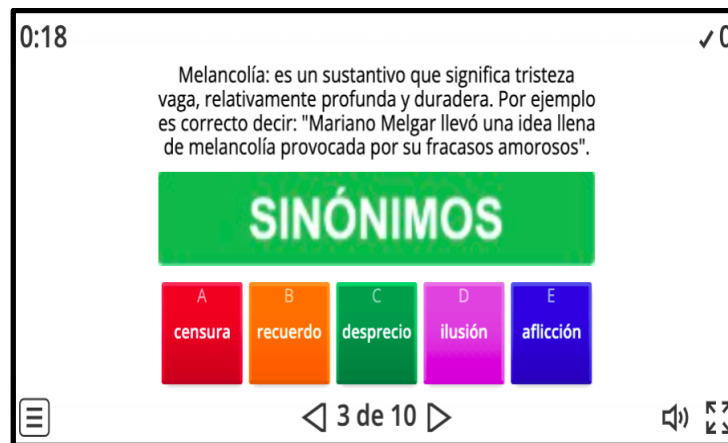 0:18
✓0
Melancolía: es un sustantivo que significa tristeza
vaga, relativamente profunda y duradera. Por ejemplo
es correcto decir: "Mariano Melgar llevó una idea llena
de melancolía provocada por su fracasos amorosos".
SINÓNIMOS
A
censura
B
recuerdo
C
desprecio
D
ilusión
E
aflicción
3 de 10